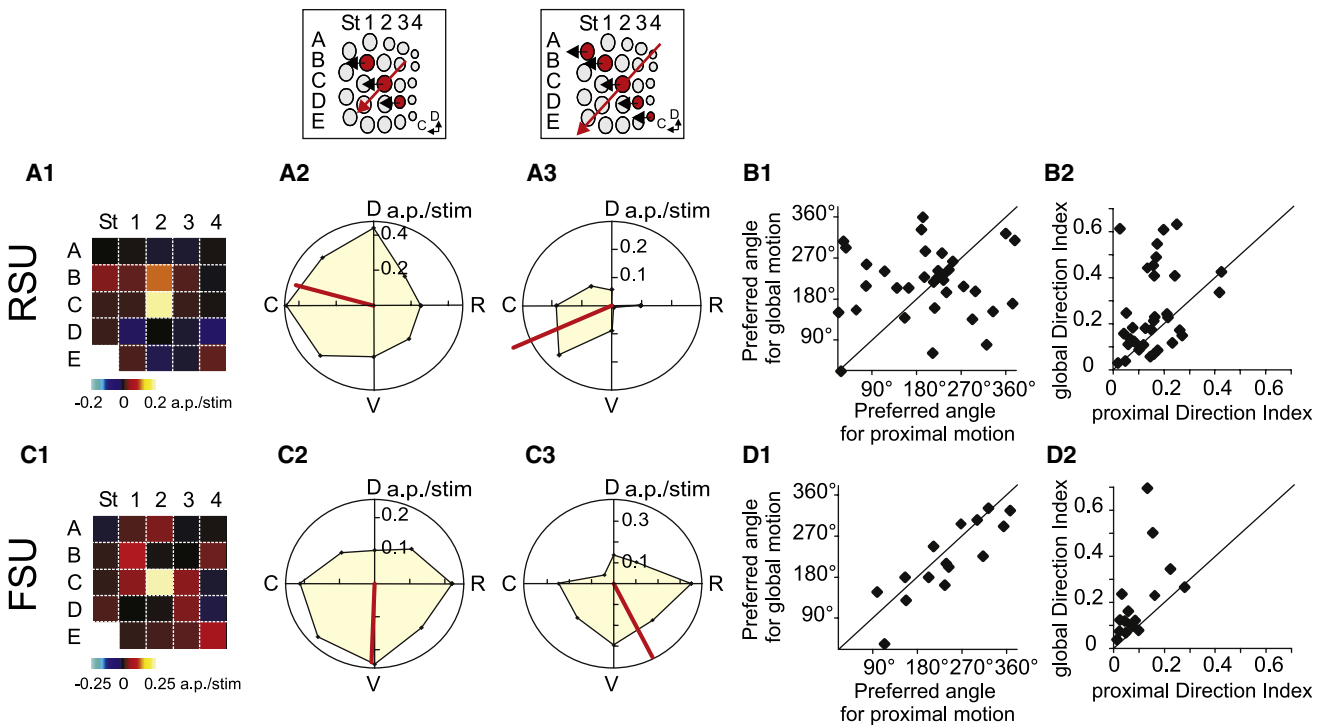 St 1 2 3 4
A
B
C
D
E
D
C
St 1 2 3 4
A
B
C
D
E
D
C
A1
A2
A3
B1
B2
RSU
St 1 2 3 4
A
B
C
D
E
-0.2 0 0.2 a.p./stim
D a.p./stim
0.4
0.2
C
R
V
D a.p./stim
0.2
0.1
C
R
V
Preferred angle
for global motion
360°
270°
180°
90°
90° 180° 270° 360°
Preferred angle
for proximal motion
global Direction Index
0.6
0.4
0.2
0
0 0.2 0.4 0.6
proximal Direction Index
C1
C2
C3
D1
D2
FSU
St 1 2 3 4
A
B
C
D
E
-0.25 0 0.25 a.p./stim
D a.p./stim
0.2
0.1
C
R
V
D a.p./stim
0.3
0.1
C
R
V
Preferred angle
for global motion
360°
270°
180°
90°
90° 180° 270° 360°
Preferred angle
for proximal motion
global Direction Index
0.6
0.4
0.2
0
0 0.2 0.4 0.6
proximal Direction Index